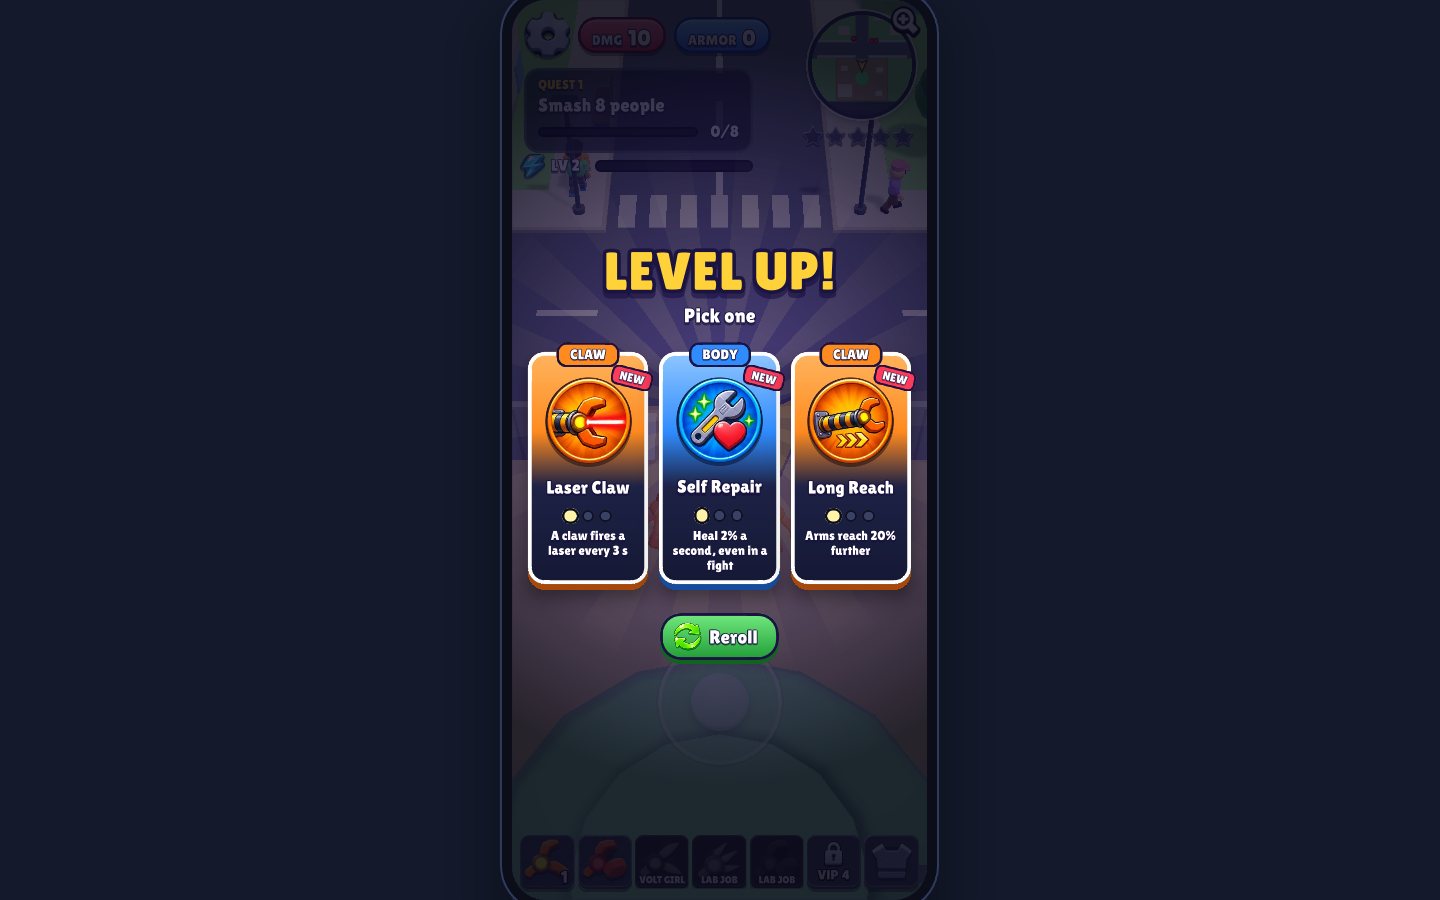 DMG 10
ARMOR 0
QUEST 1
Smash 8 people
0/8
LV 2
LEVEL UP!
Pick one
CLAW
NEW
Laser Claw
A claw fires a
laser every 3 s
BODY
NEW
Self Repair
Heal 2% a
second, even in a
fight
CLAW
NEW
Long Reach
Arms reach 20%
further
Reroll
1
VOLT GIRL
LAB JOB
LAB JOB
VIP 4